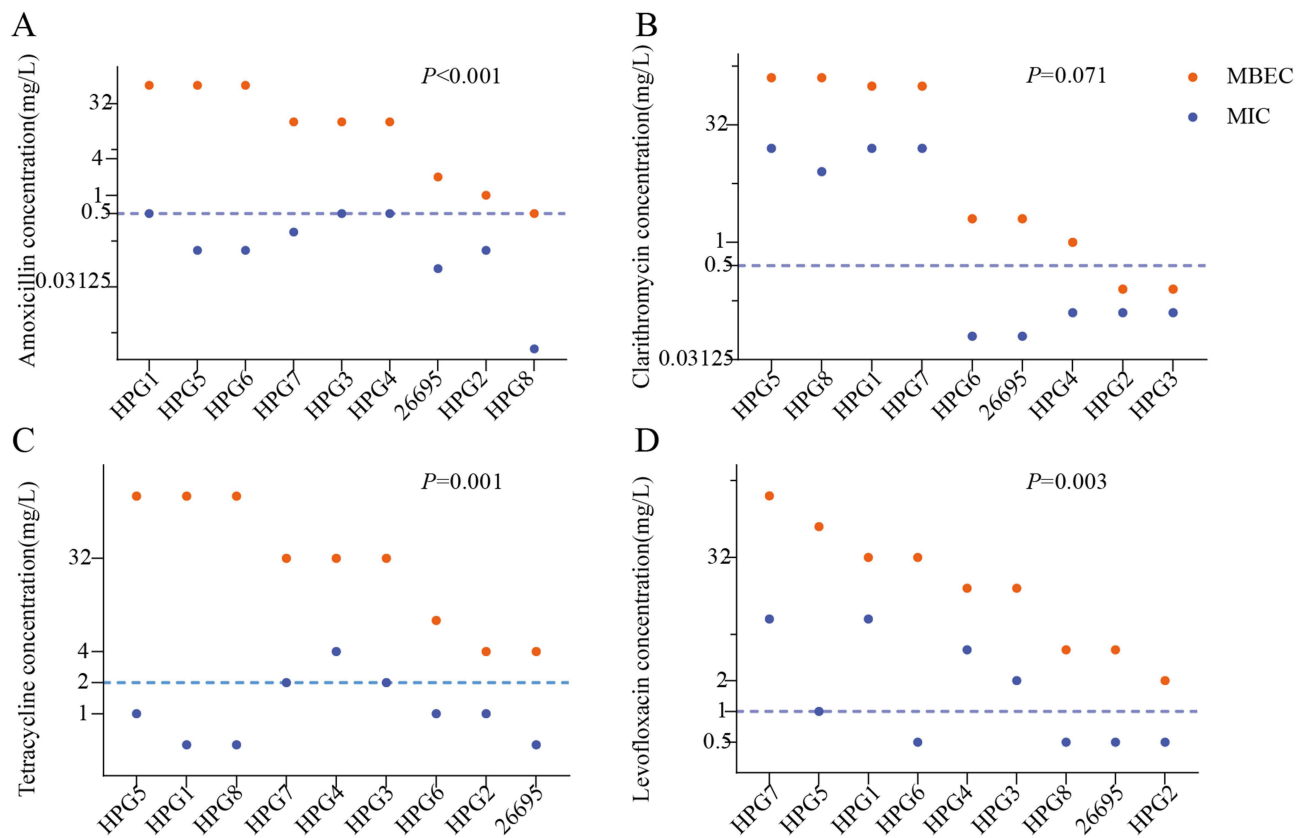 A
Anoxicillin concentration(mg/L)
P<0.001
32
4
1
0.5
0.03125
HPG1
HPG5
HPG6
HPG7
HPG3
HPG4
26695
HPG2
HPG8
B
Clarithromycin concentration(mg/L)
P=0.071
32
1
0.5
0.03125
HPG5
HPG8
HPG1
HPG7
HPG6
26695
HPG4
HPG2
HPG3
MBEC
MIC
C
Tetracycline concentration(mg/L)
P=0.001
32
4
2
1
HPG5
HPG1
HPG8
HPG7
HPG4
HPG3
HPG6
HPG2
26695
D
Levofloxacin concentration(mg/L)
P=0.003
32
2
1
0.5
HPG7
HPG5
HPG1
HPG6
HPG4
HPG3
HPG8
26695
HPG2